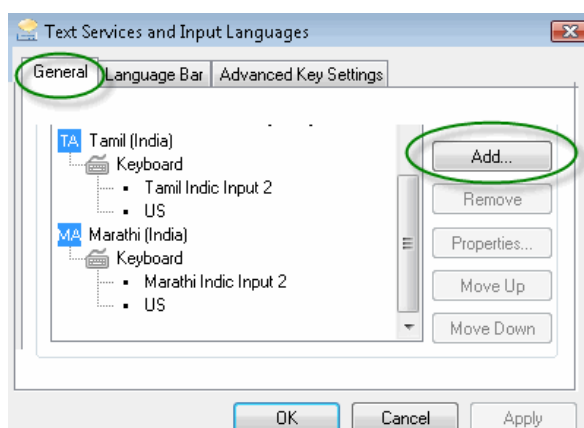 Text Services and Input Languages
General Language Bar Advanced Key Settings
TA Tamil (India)
Keyboard
Tamil Indic Input 2
US
MA Marathi (India)
Keyboard
Marathi Indic Input 2
US
Add...
Remove
Properties...
Move Up
Move Down
OK Cancel Apply